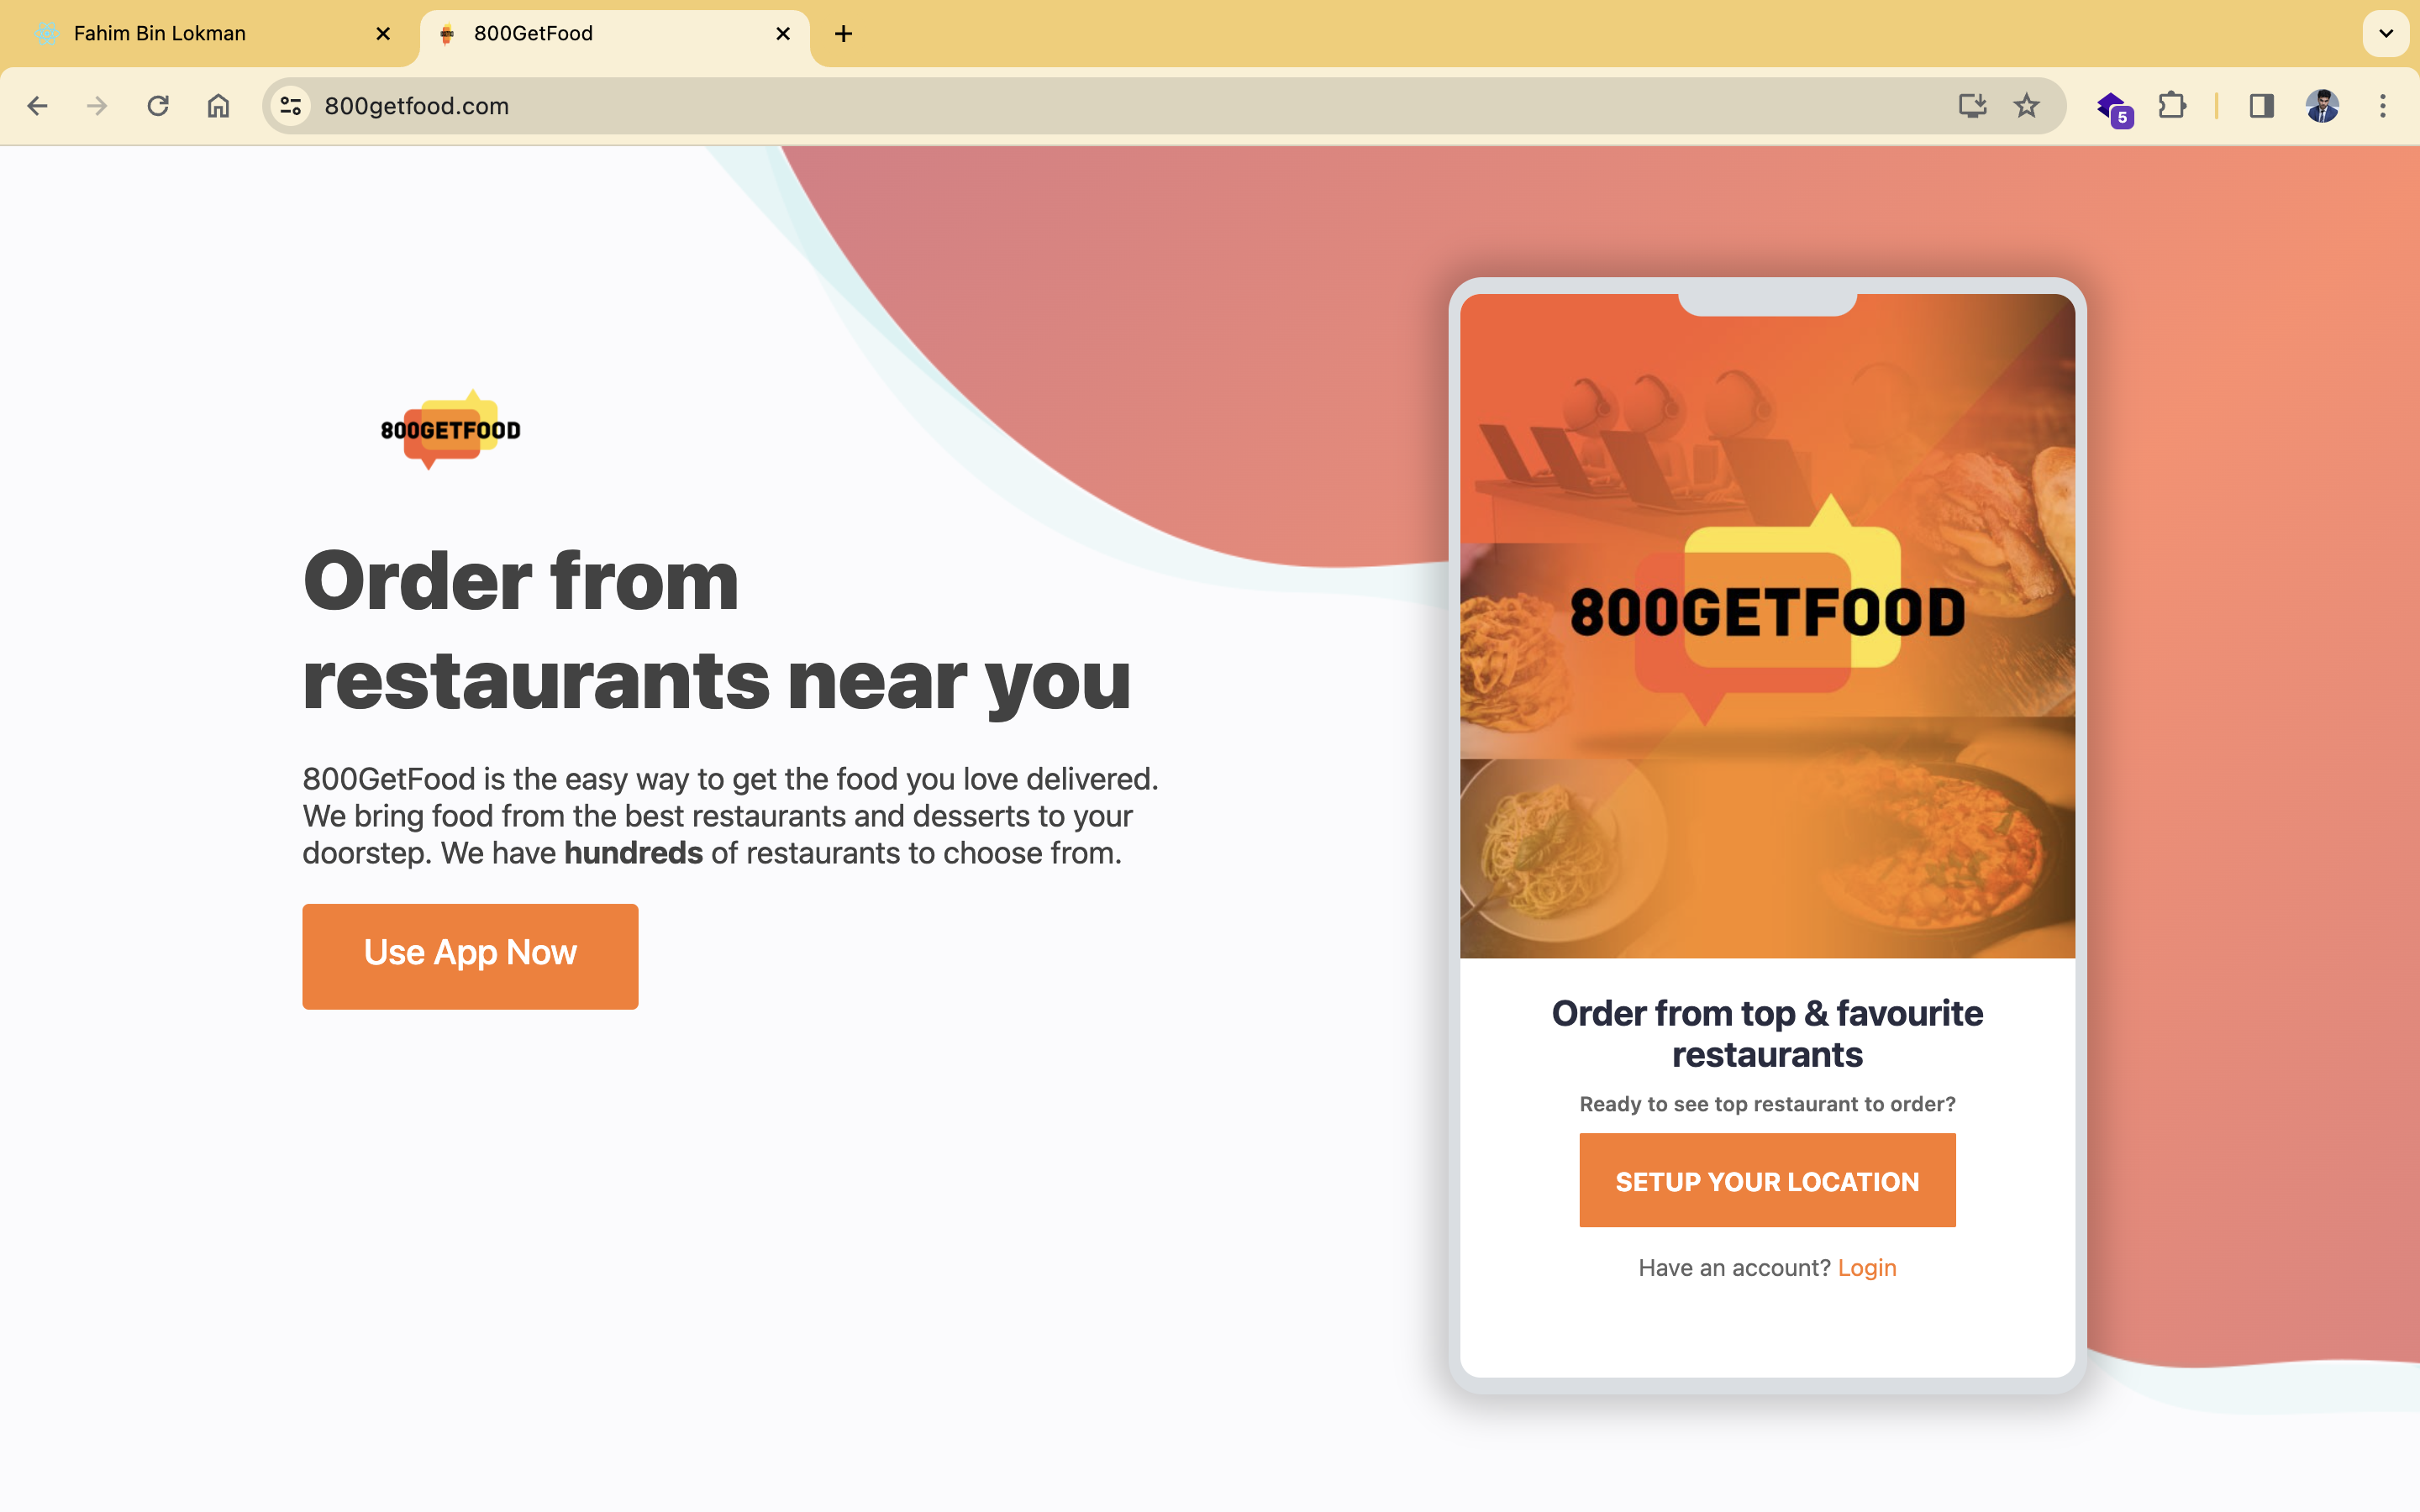 Fahim Bin Lokman
800GetFood
800getfood.com
5
800GETFOOD
Order from
restaurants near you
800GetFood is the easy way to get the food you love delivered.
We bring food from the best restaurants and desserts to your
doorstep. We have hundreds of restaurants to choose from.
Use App Now
800GETFOOD
Order from top & favourite
restaurants
Ready to see top restaurant to order?
SETUP YOUR LOCATION
Have an account? Login